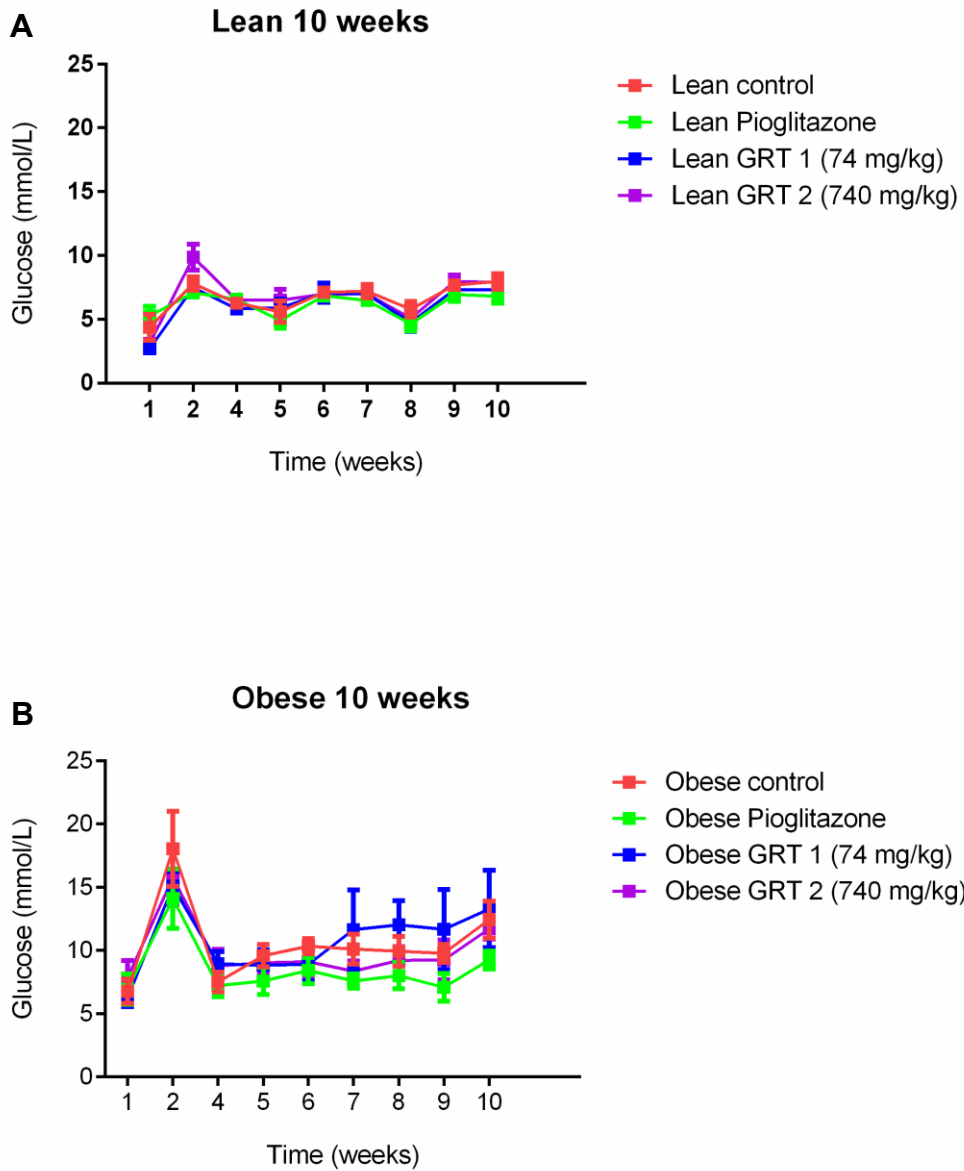 A
Lean 10 weeks
25
20
15
10
5
0
Glucose (mmol/L)
1 2 4 5 6 7 8 9 10
Time (weeks)
Lean control
Lean Pioglitazone
Lean GRT 1 (74 mg/kg)
Lean GRT 2 (740 mg/kg)
B
Obese 10 weeks
25
20
15
10
5
0
Glucose (mmol/L)
1 2 4 5 6 7 8 9 10
Time (weeks)
Obese control
Obese Pioglitazone
Obese GRT 1 (74 mg/kg)
Obese GRT 2 (740 mg/kg)